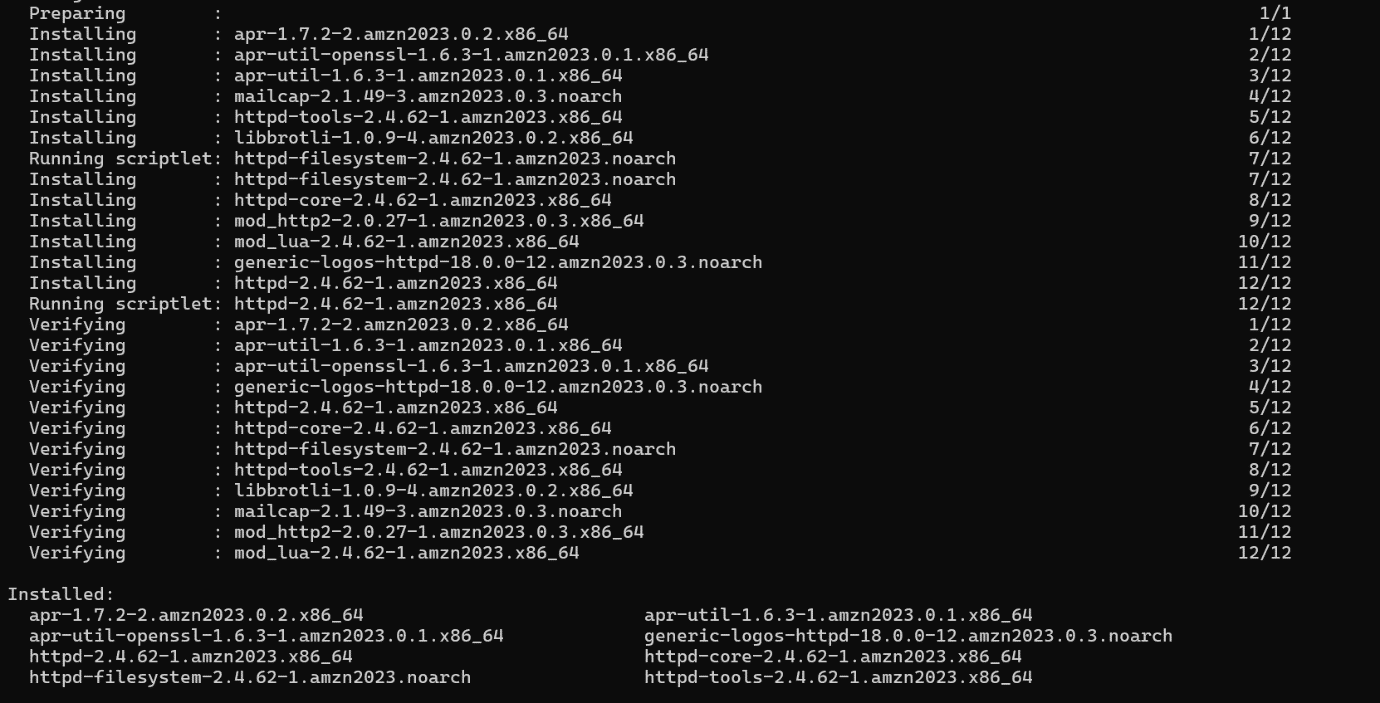 Preparing        :                                                                                                1/1
Installing       : apr-1.7.2-2.amzn2023.0.2.x86_64                                                               1/12
Installing       : apr-util-openssl-1.6.3-1.amzn2023.0.1.x86_64                                                  2/12
Installing       : apr-util-1.6.3-1.amzn2023.0.1.x86_64                                                          3/12
Installing       : mailcap-2.1.49-3.amzn2023.0.3.noarch                                                          4/12
Installing       : httpd-tools-2.4.62-1.amzn2023.x86_64                                                          5/12
Installing       : libbrotli-1.0.9-4.amzn2023.0.2.x86_64                                                         6/12
Running scriptlet: httpd-filesystem-2.4.62-1.amzn2023.noarch                                                     7/12
Installing       : httpd-filesystem-2.4.62-1.amzn2023.noarch                                                     7/12
Installing       : httpd-core-2.4.62-1.amzn2023.x86_64                                                           8/12
Installing       : mod_http2-2.0.27-1.amzn2023.0.3.x86_64                                                        9/12
Installing       : mod_lua-2.4.62-1.amzn2023.x86_64                                                             10/12
Installing       : generic-logos-httpd-18.0.0-12.amzn2023.0.3.noarch                                            11/12
Installing       : httpd-2.4.62-1.amzn2023.x86_64                                                               12/12
Running scriptlet: httpd-2.4.62-1.amzn2023.x86_64                                                               12/12
Verifying        : apr-1.7.2-2.amzn2023.0.2.x86_64                                                               1/12
Verifying        : apr-util-1.6.3-1.amzn2023.0.1.x86_64                                                          2/12
Verifying        : apr-util-openssl-1.6.3-1.amzn2023.0.1.x86_64                                                  3/12
Verifying        : generic-logos-httpd-18.0.0-12.amzn2023.0.3.noarch                                             4/12
Verifying        : httpd-2.4.62-1.amzn2023.x86_64                                                                5/12
Verifying        : httpd-core-2.4.62-1.amzn2023.x86_64                                                           6/12
Verifying        : httpd-filesystem-2.4.62-1.amzn2023.noarch                                                     7/12
Verifying        : httpd-tools-2.4.62-1.amzn2023.x86_64                                                          8/12
Verifying        : libbrotli-1.0.9-4.amzn2023.0.2.x86_64                                                         9/12
Verifying        : mailcap-2.1.49-3.amzn2023.0.3.noarch                                                         10/12
Verifying        : mod_http2-2.0.27-1.amzn2023.0.3.x86_64                                                       11/12
Verifying        : mod_lua-2.4.62-1.amzn2023.x86_64                                                             12/12
Installed:
apr-1.7.2-2.amzn2023.0.2.x86_64                          apr-util-1.6.3-1.amzn2023.0.1.x86_64
apr-util-openssl-1.6.3-1.amzn2023.0.1.x86_64             generic-logos-httpd-18.0.0-12.amzn2023.0.3.noarch
httpd-2.4.62-1.amzn2023.x86_64                           httpd-core-2.4.62-1.amzn2023.x86_64
httpd-filesystem-2.4.62-1.amzn2023.noarch                httpd-tools-2.4.62-1.amzn2023.x86_64